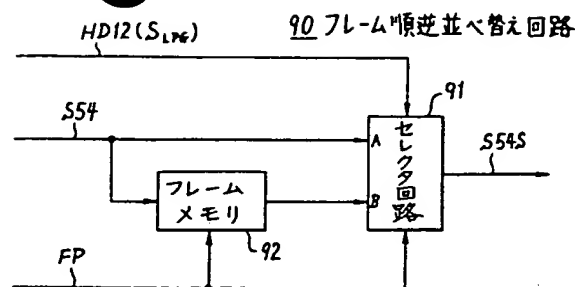 HD12(SLPG)
90 フレーム順逆並べ替え回路
91
S54
A
セレクタ回路
S54S
フレーム
メモリ
B
92
FP